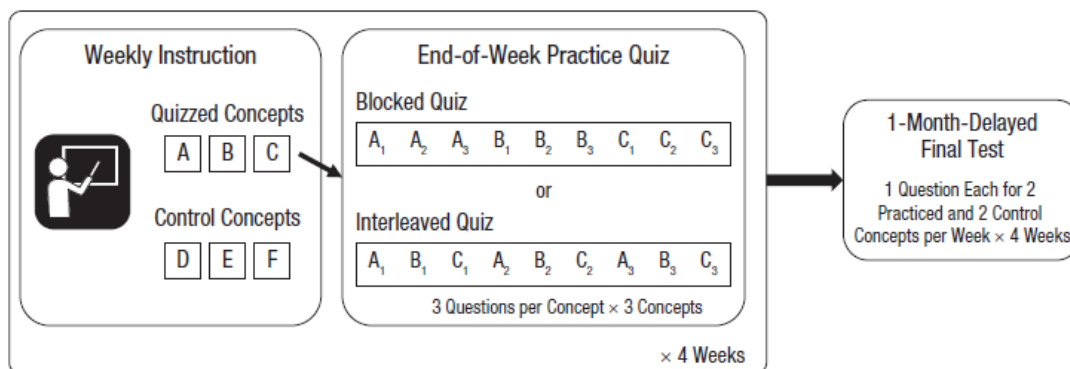 Weekly Instruction
Quizzed Concepts
A B C
Control Concepts
D E F
End-of-Week Practice Quiz
Blocked Quiz
A₁ A₂ A₃ B₁ B₂ B₃ C₁ C₂ C₃
or
Interleaved Quiz
A₁ B₁ C₁ A₂ B₂ C₂ A₃ B₃ C₃
3 Questions per Concept × 3 Concepts
× 4 Weeks
1-Month-Delayed
Final Test
1 Question Each for 2
Practiced and 2 Control
Concepts per Week × 4 Weeks